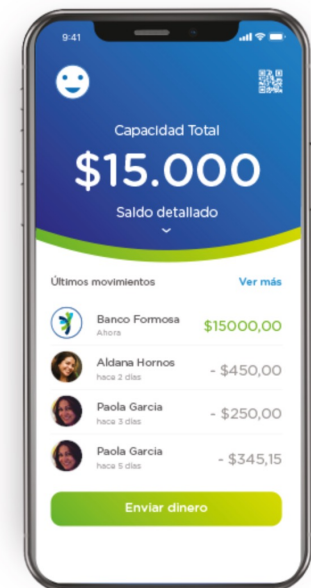 9:41
Capacidad Total
$15.000
Saldo detallado
Últimos movimientos Ver más
Banco Formosa
Ahora
$15000,00
Aldana Hornos
hace 2 días
- $450,00
Paola Garcia
hace 3 días
- $250,00
Paola Garcia
hace 5 días
- $345,15
Enviar dinero